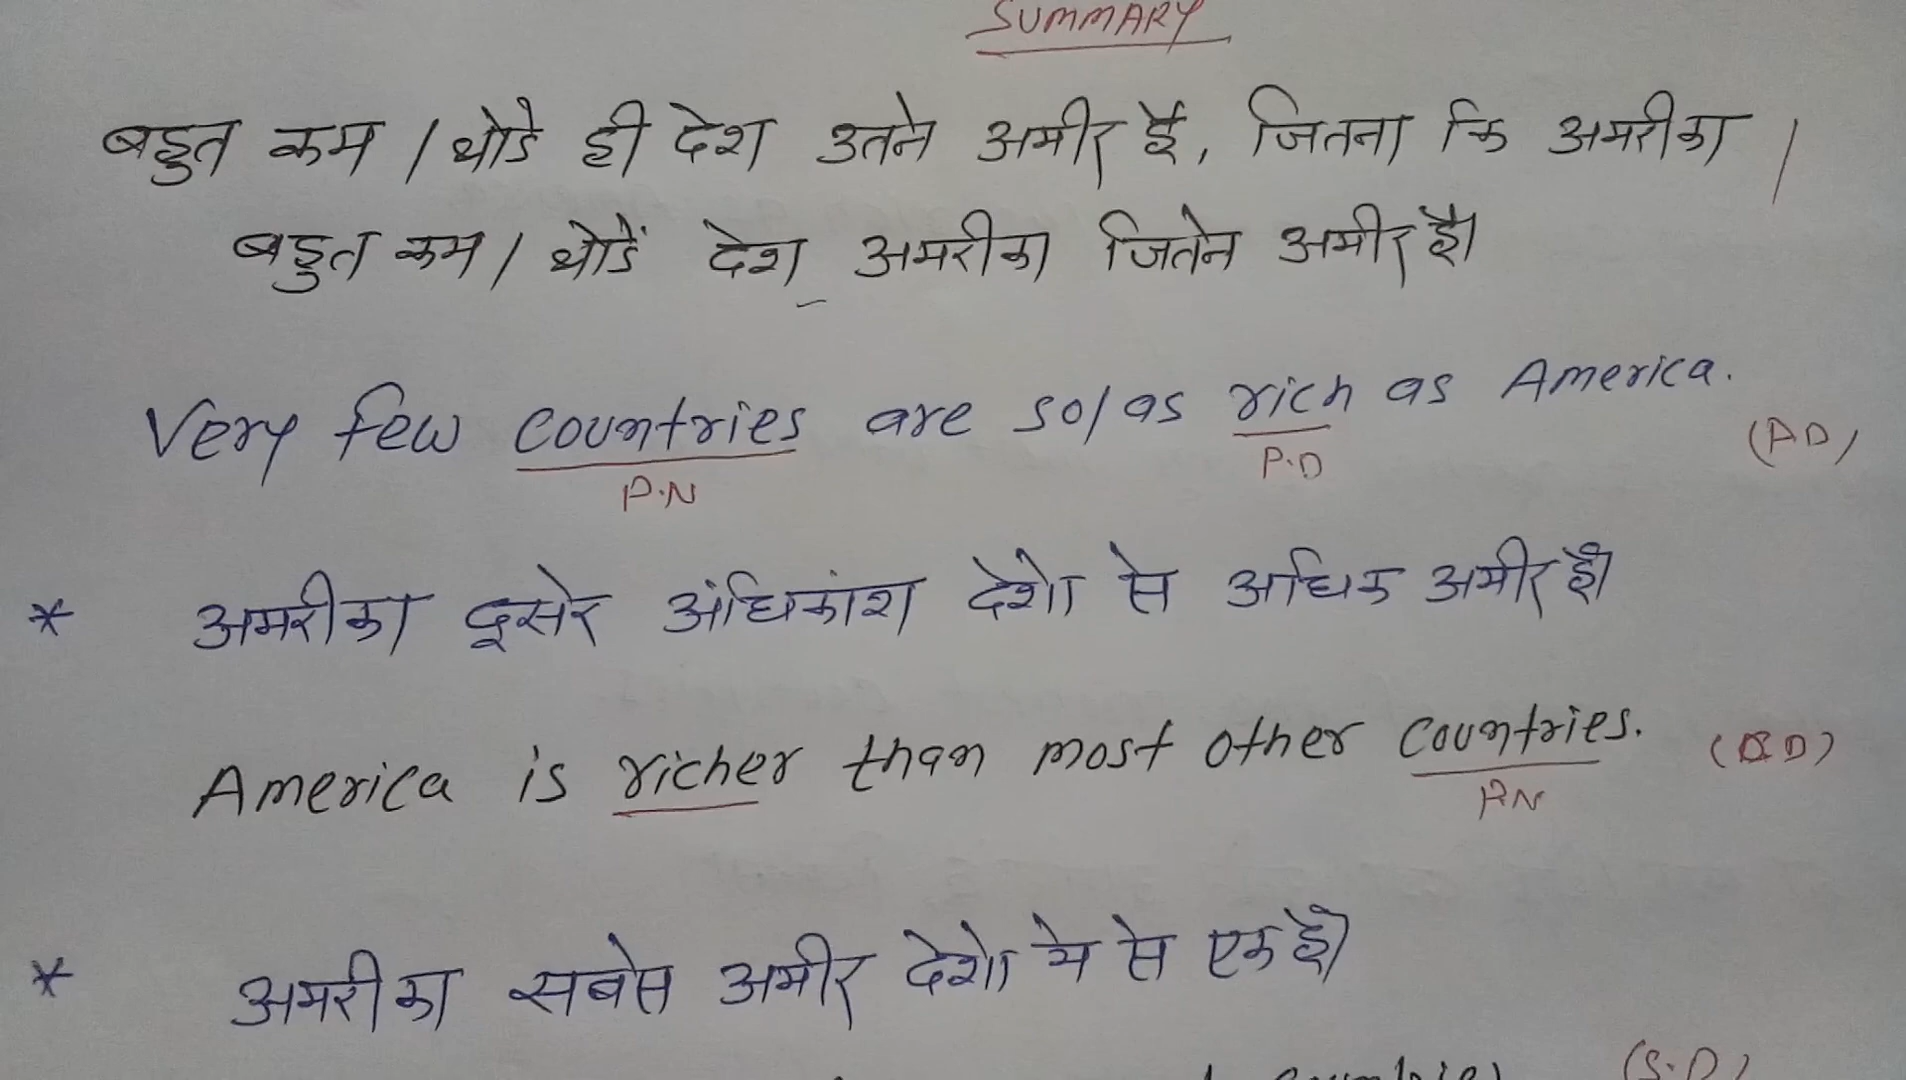 SUMMARY
बहुत कम / थोडे ही देश उतने अमीर हैं, जितना कि अमरीका /
बहुत कम / थोडें देश अमरीका जितने अमीर है।
Very few countries are so/as rich as America.
P.N P.D (P.D)
* अमरीका दूसरे अंधिकांश देशो से अधिक अमीर है।
America is richer than most other countries. (C.D)
P.N
* अमरीका सबसे अमीर देशो मे से एक है।
(S.D)